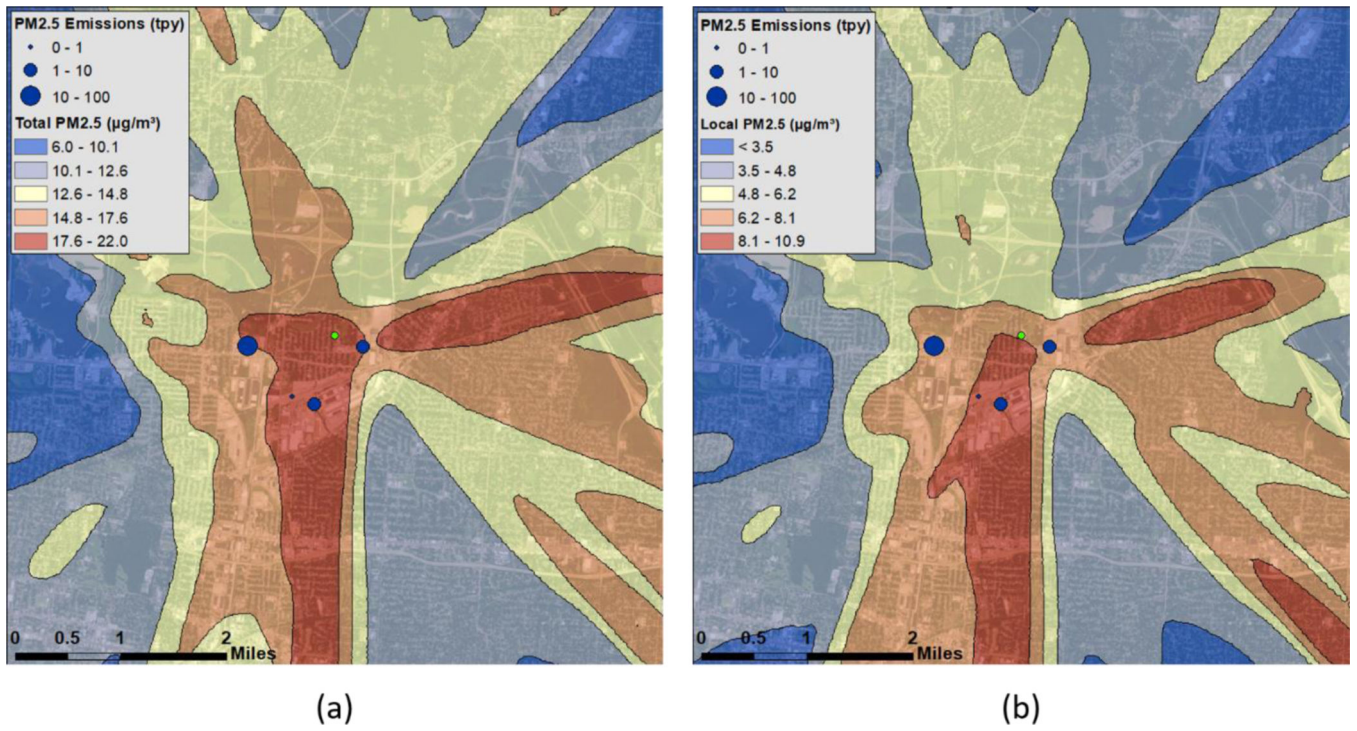 PM2.5 Emissions (tpy)
0 - 1
1 - 10
10 - 100
Total PM2.5 (µg/m³)
6.0 - 10.1
10.1 - 12.6
12.6 - 14.8
14.8 - 17.6
17.6 - 22.0
0 0.5 1 2
Miles
(a)
PM2.5 Emissions (tpy)
0 - 1
1 - 10
10 - 100
Local PM2.5 (µg/m³)
< 3.5
3.5 - 4.8
4.8 - 6.2
6.2 - 8.1
8.1 - 10.9
0 0.5 1 2
Miles
(b)